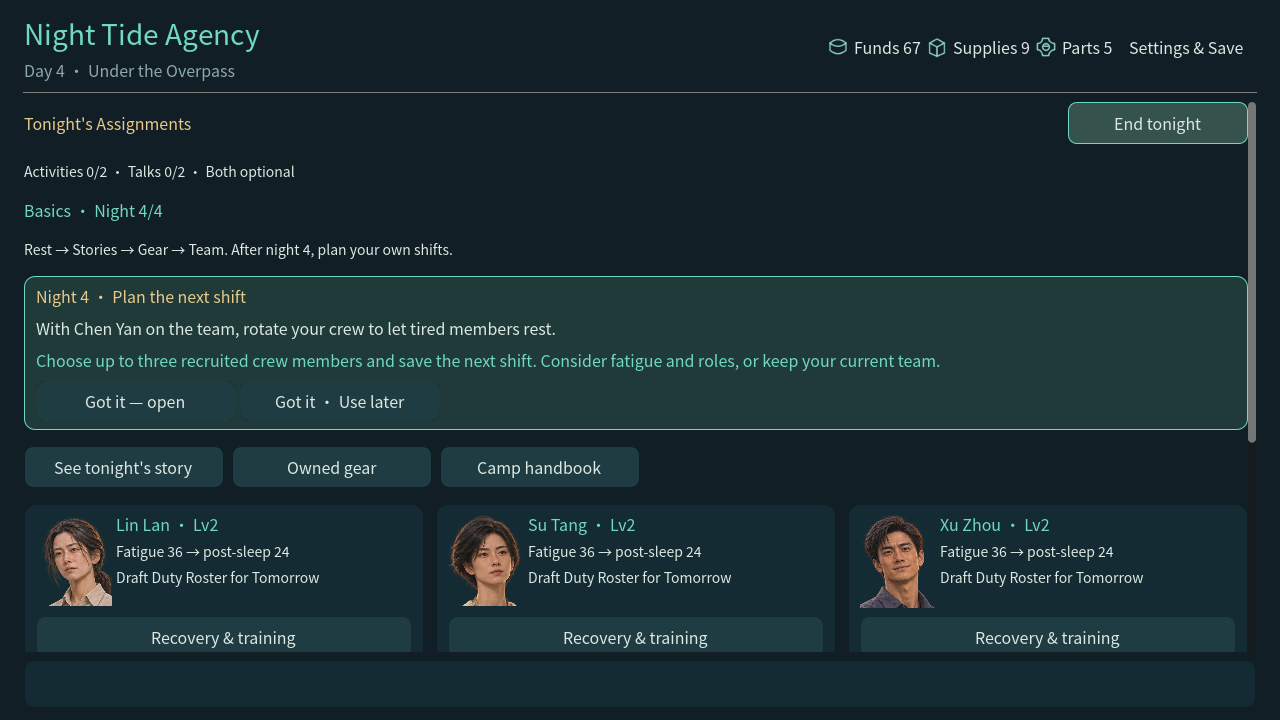 Night Tide Agency
Day 4 • Under the Overpass
Funds 67 Supplies 9 Parts 5 Settings & Save
Tonight's Assignments
End tonight
Activities 0/2 • Talks 0/2 • Both optional
Basics • Night 4/4
Rest → Stories → Gear → Team. After night 4, plan your own shifts.
Night 4 • Plan the next shift
With Chen Yan on the team, rotate your crew to let tired members rest.
Choose up to three recruited crew members and save the next shift. Consider fatigue and roles, or keep your current team.
Got it — open
Got it • Use later
See tonight's story
Owned gear
Camp handbook
Lin Lan • Lv2
Fatigue 36 → post-sleep 24
Draft Duty Roster for Tomorrow
Recovery & training
Su Tang • Lv2
Fatigue 36 → post-sleep 24
Draft Duty Roster for Tomorrow
Recovery & training
Xu Zhou • Lv2
Fatigue 36 → post-sleep 24
Draft Duty Roster for Tomorrow
Recovery & training